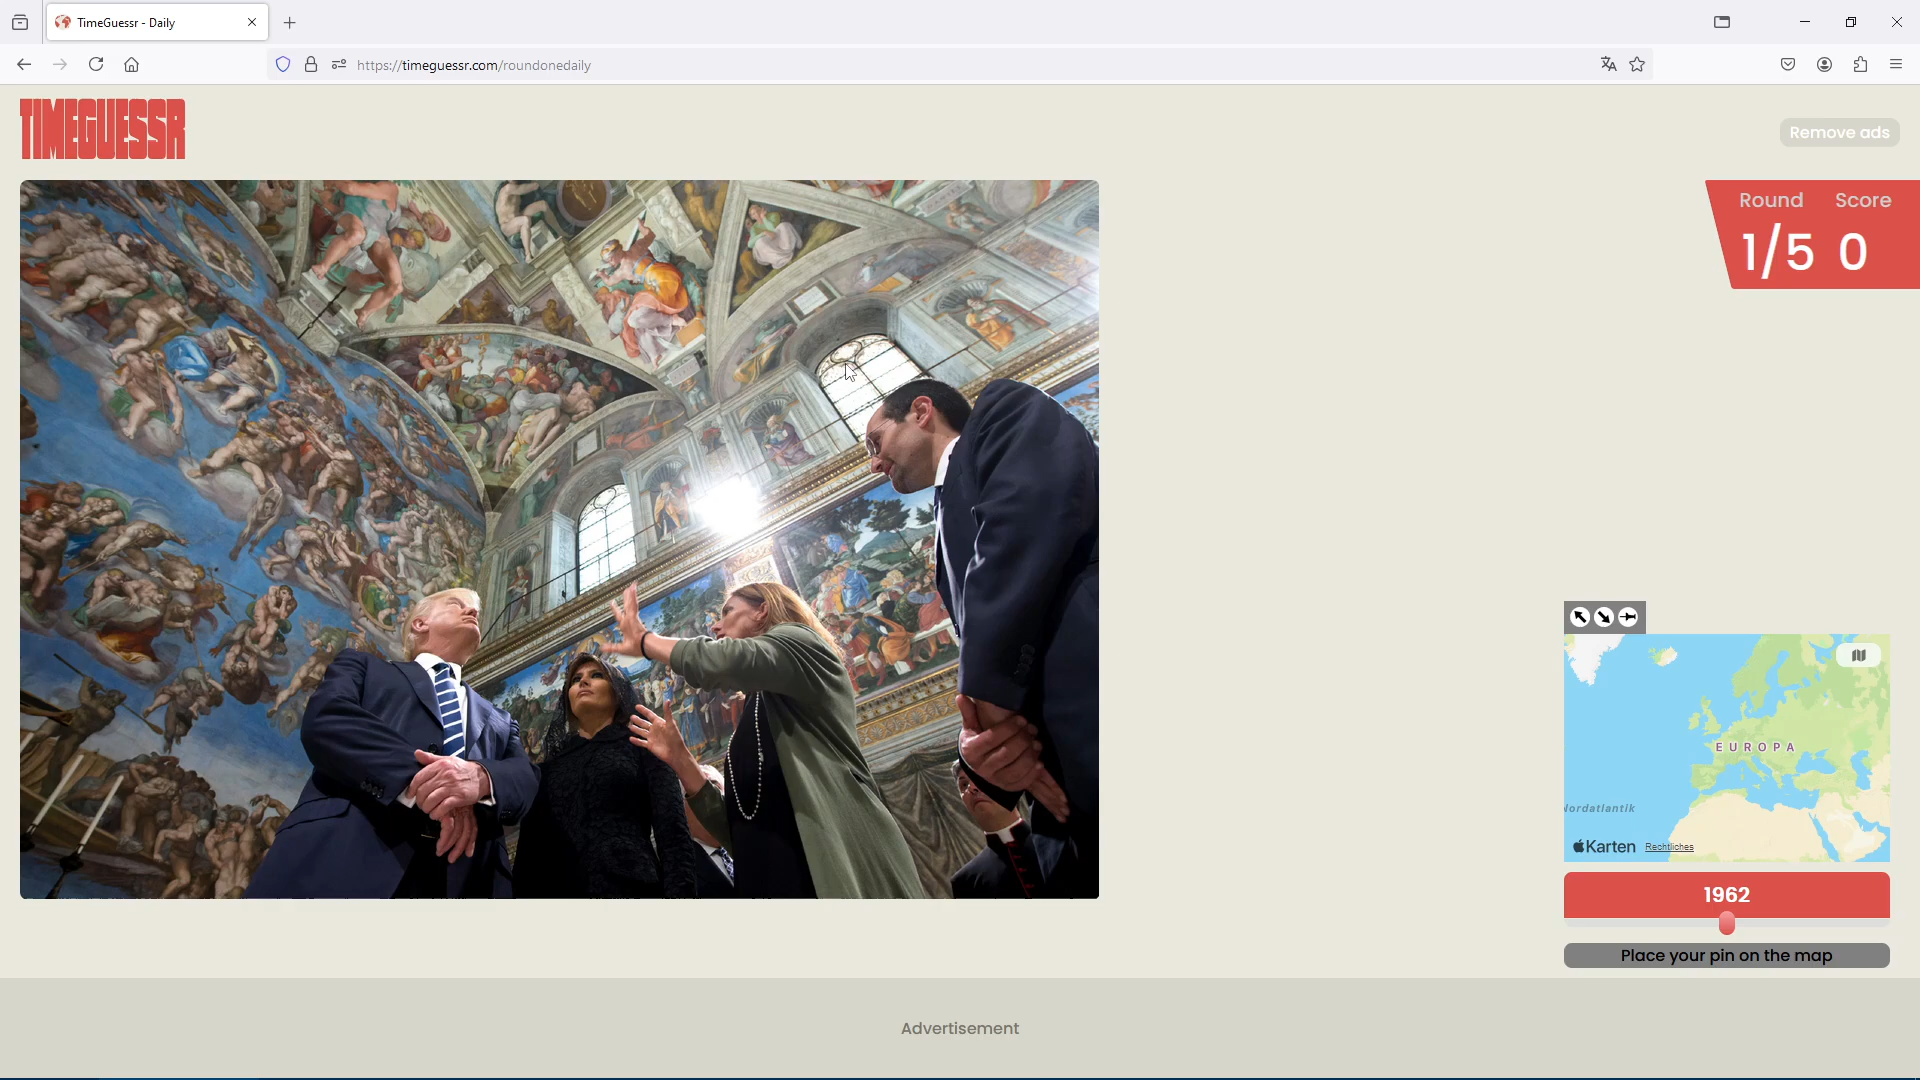 TimeGuessr - Daily
https://timeguessr.com/roundonedaily
TIMEGUESSR
Remove ads
Round Score
1/5 0
EUROPA
Nordatlantik
Karten Rechtliches
1962
Place your pin on the map
Advertisement